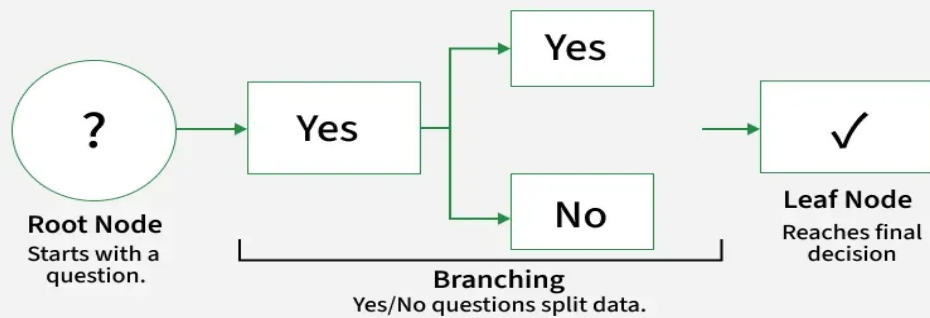 ?
Yes
Yes
No
✓
Root Node
Starts with a
question.
Branching
Yes/No questions split data.
Leaf Node
Reaches final
decision